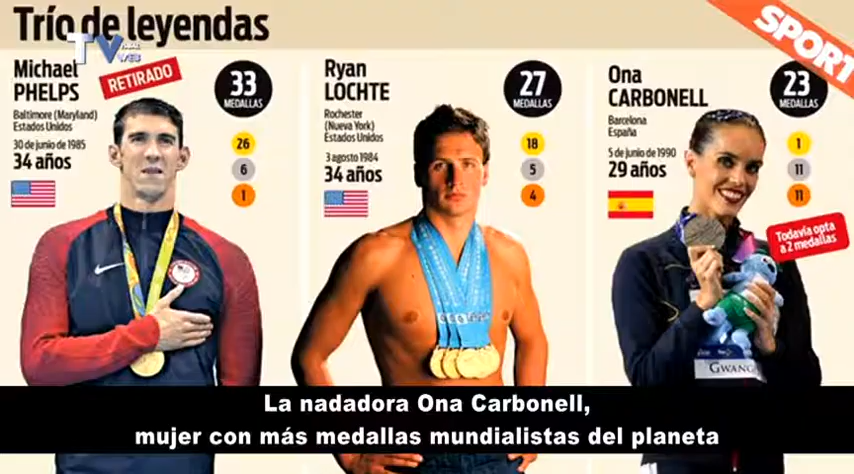 Trío de leyendas
TV
WEB
SPORT
Michael
PHELPS
RETIRADO
Baltimore (Maryland)
Estados Unidos
30 de junio de 1985
34 años
33
MEDALLAS
26
6
1
Ryan
LOCHTE
Rochester
(Nueva York)
Estados Unidos
3 agosto 1984
34 años
27
MEDALLAS
18
5
4
Ona
CARBONELL
Barcelona
España
5 de junio de 1990
29 años
23
MEDALLAS
1
11
11
Todavía opta
a 2 medallas
GWANG
La nadadora Ona Carbonell,
mujer con más medallas mundialistas del planeta